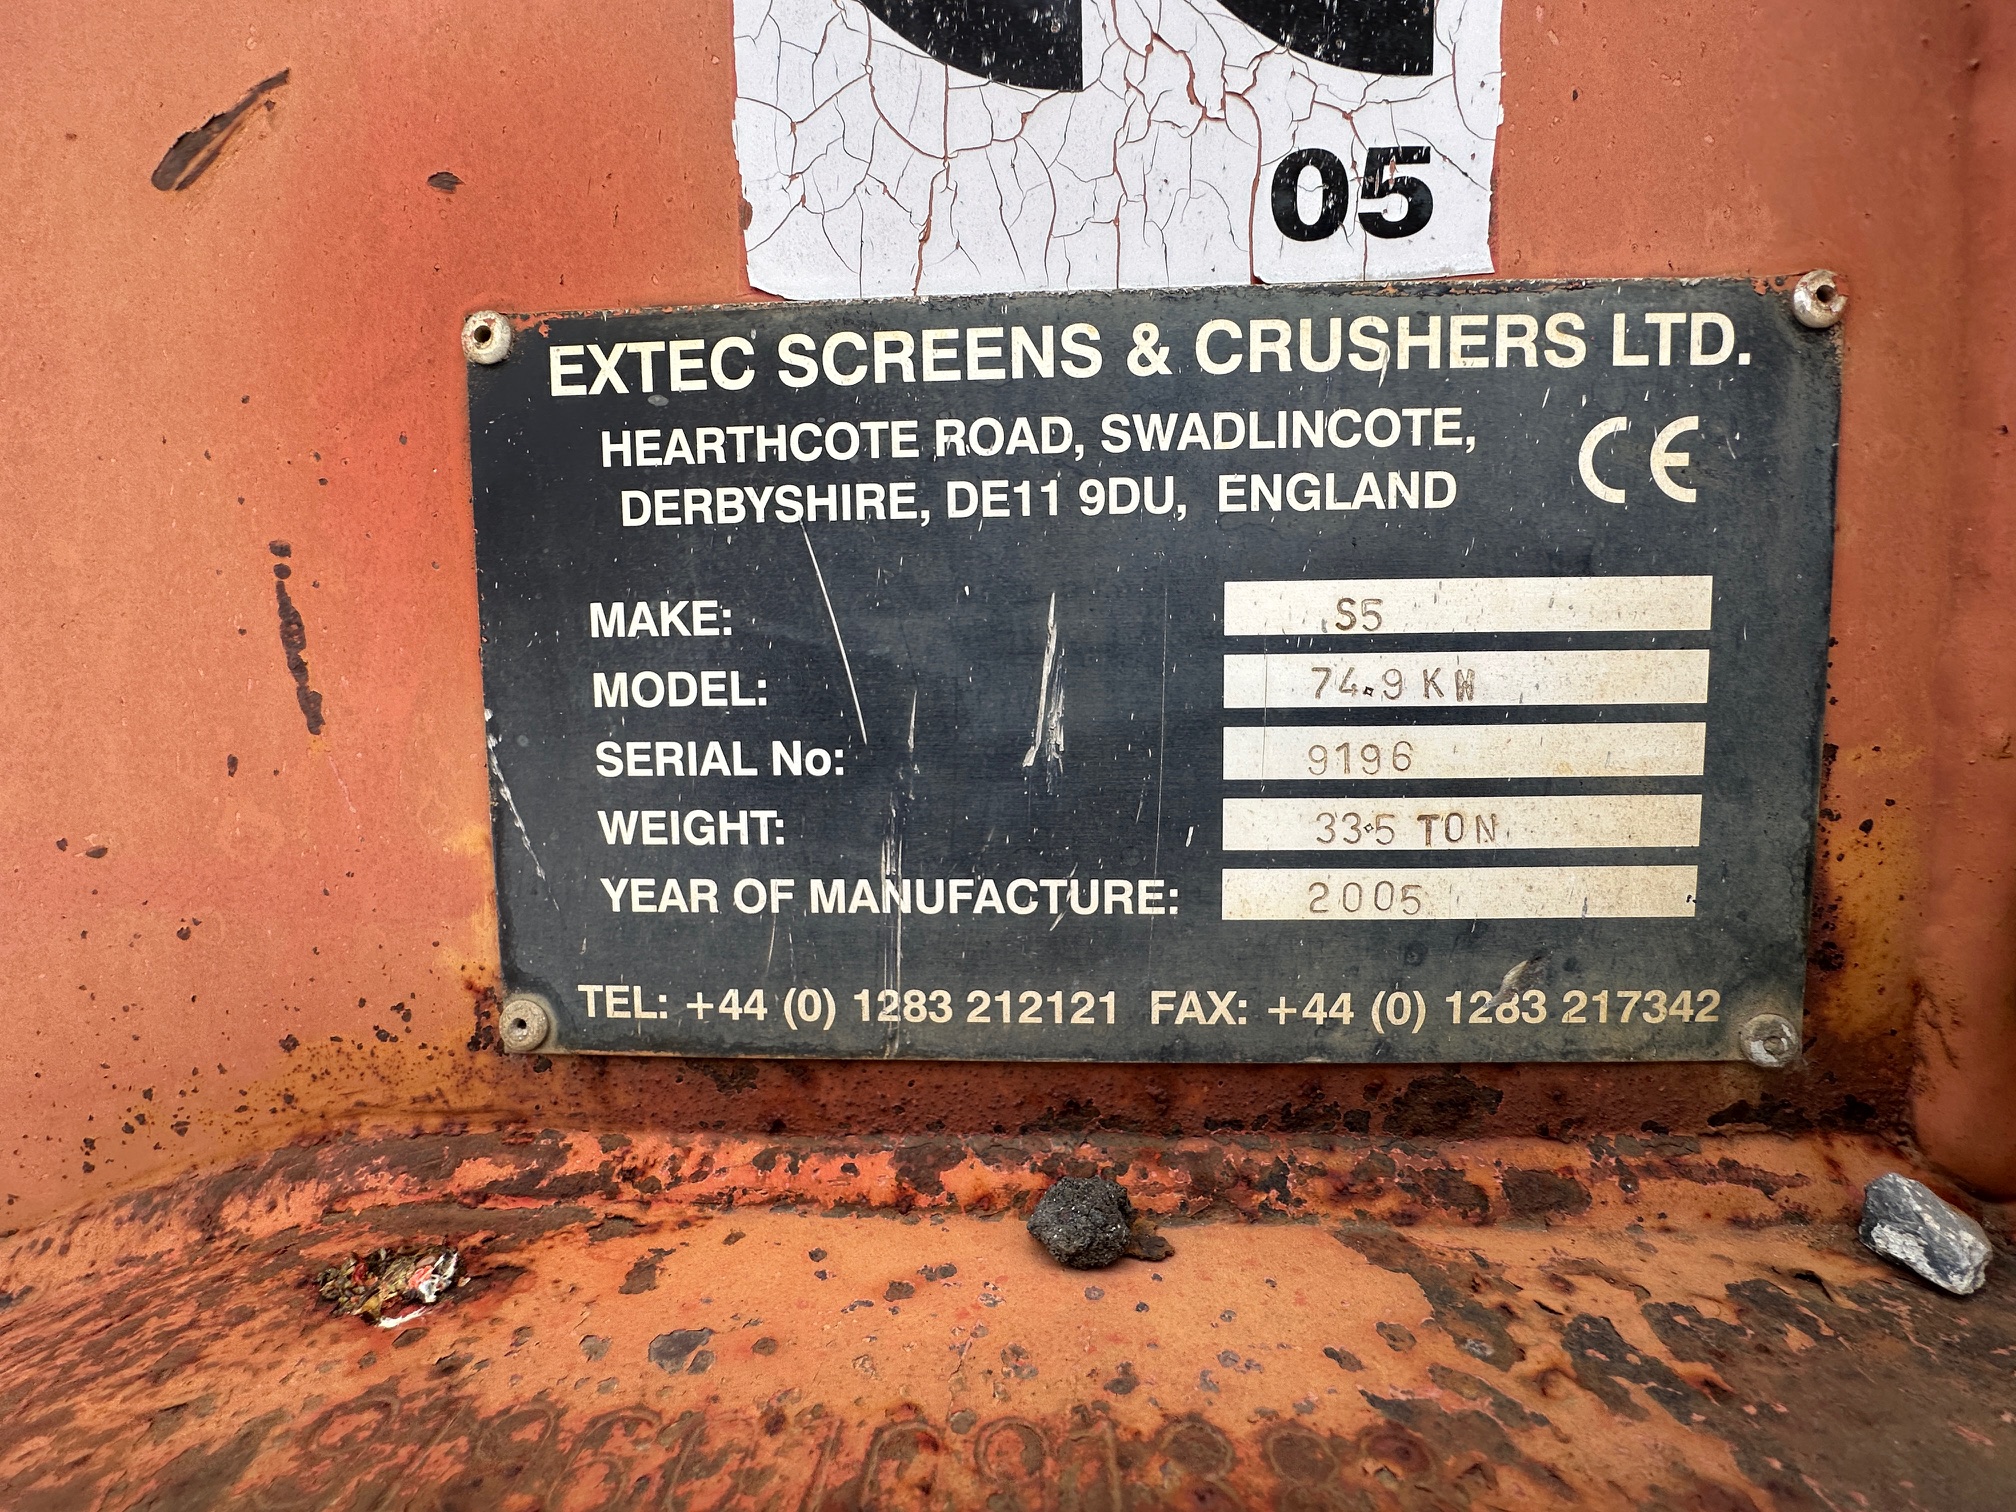 05
EXTEC SCREENS & CRUSHERS LTD.
HEARTHCOTE ROAD, SWADLINCOTE,
DERBYSHIRE, DE11 9DU, ENGLAND
CE
MAKE: S5
MODEL: 74.9 KW
SERIAL No: 9196
WEIGHT: 33.5 TON
YEAR OF MANUFACTURE: 2005
TEL: +44 (0) 1283 212121 FAX: +44 (0) 1283 217342